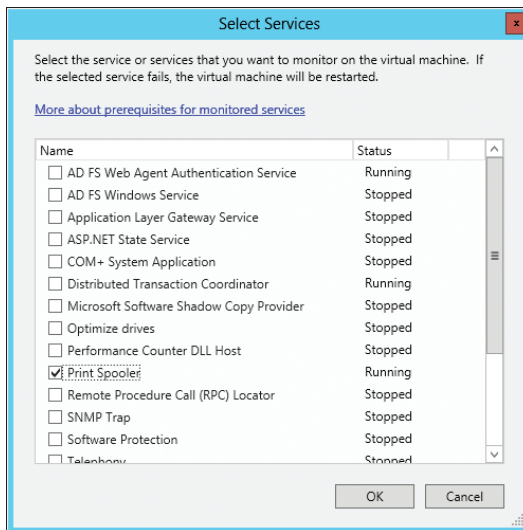 Select Services
x
Select the service or services that you want to monitor on the virtual machine. If
the selected service fails, the virtual machine will be restarted.
More about prerequisites for monitored services
Name Status
AD FS Web Agent Authentication Service Running
AD FS Windows Service Stopped
Application Layer Gateway Service Stopped
ASP.NET State Service Stopped
COM+ System Application Stopped
Distributed Transaction Coordinator Running
Microsoft Software Shadow Copy Provider Stopped
Optimize drives Stopped
Performance Counter DLL Host Stopped
Print Spooler Running
Remote Procedure Call (RPC) Locator Stopped
SNMP Trap Stopped
Software Protection Stopped
Telephony Stopped
OK Cancel